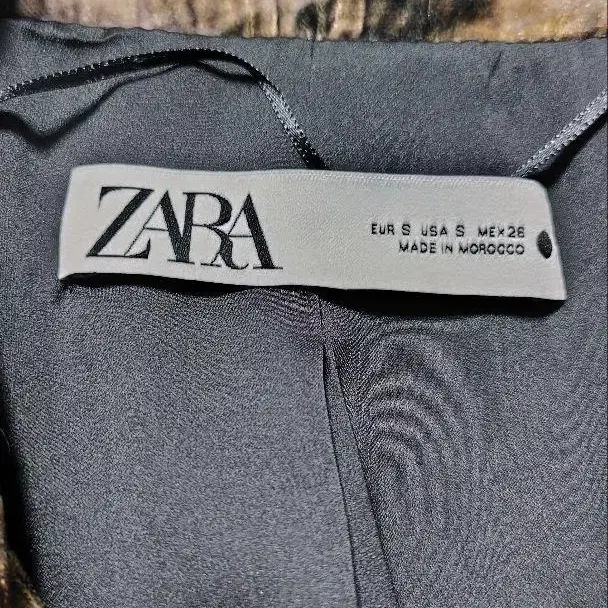 ZARA
EUR S USA S MEX 26
MADE IN MOROCCO